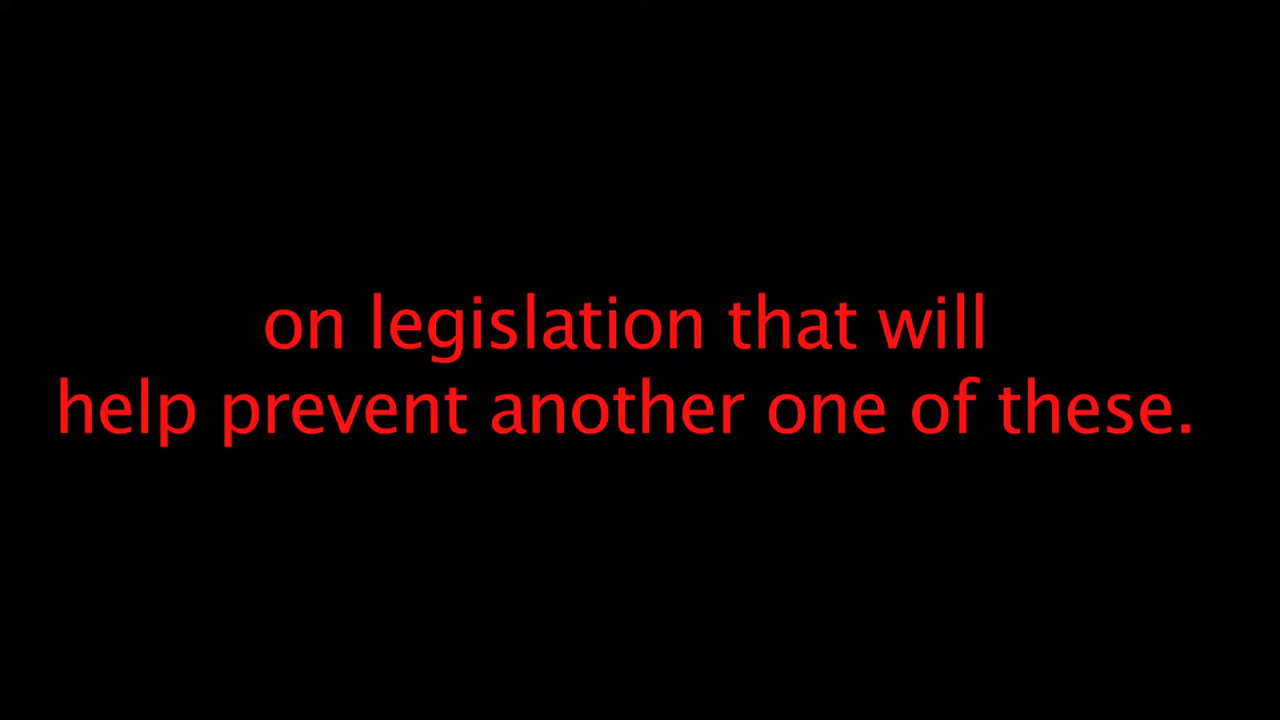 on legislation that will
help prevent another one of these.